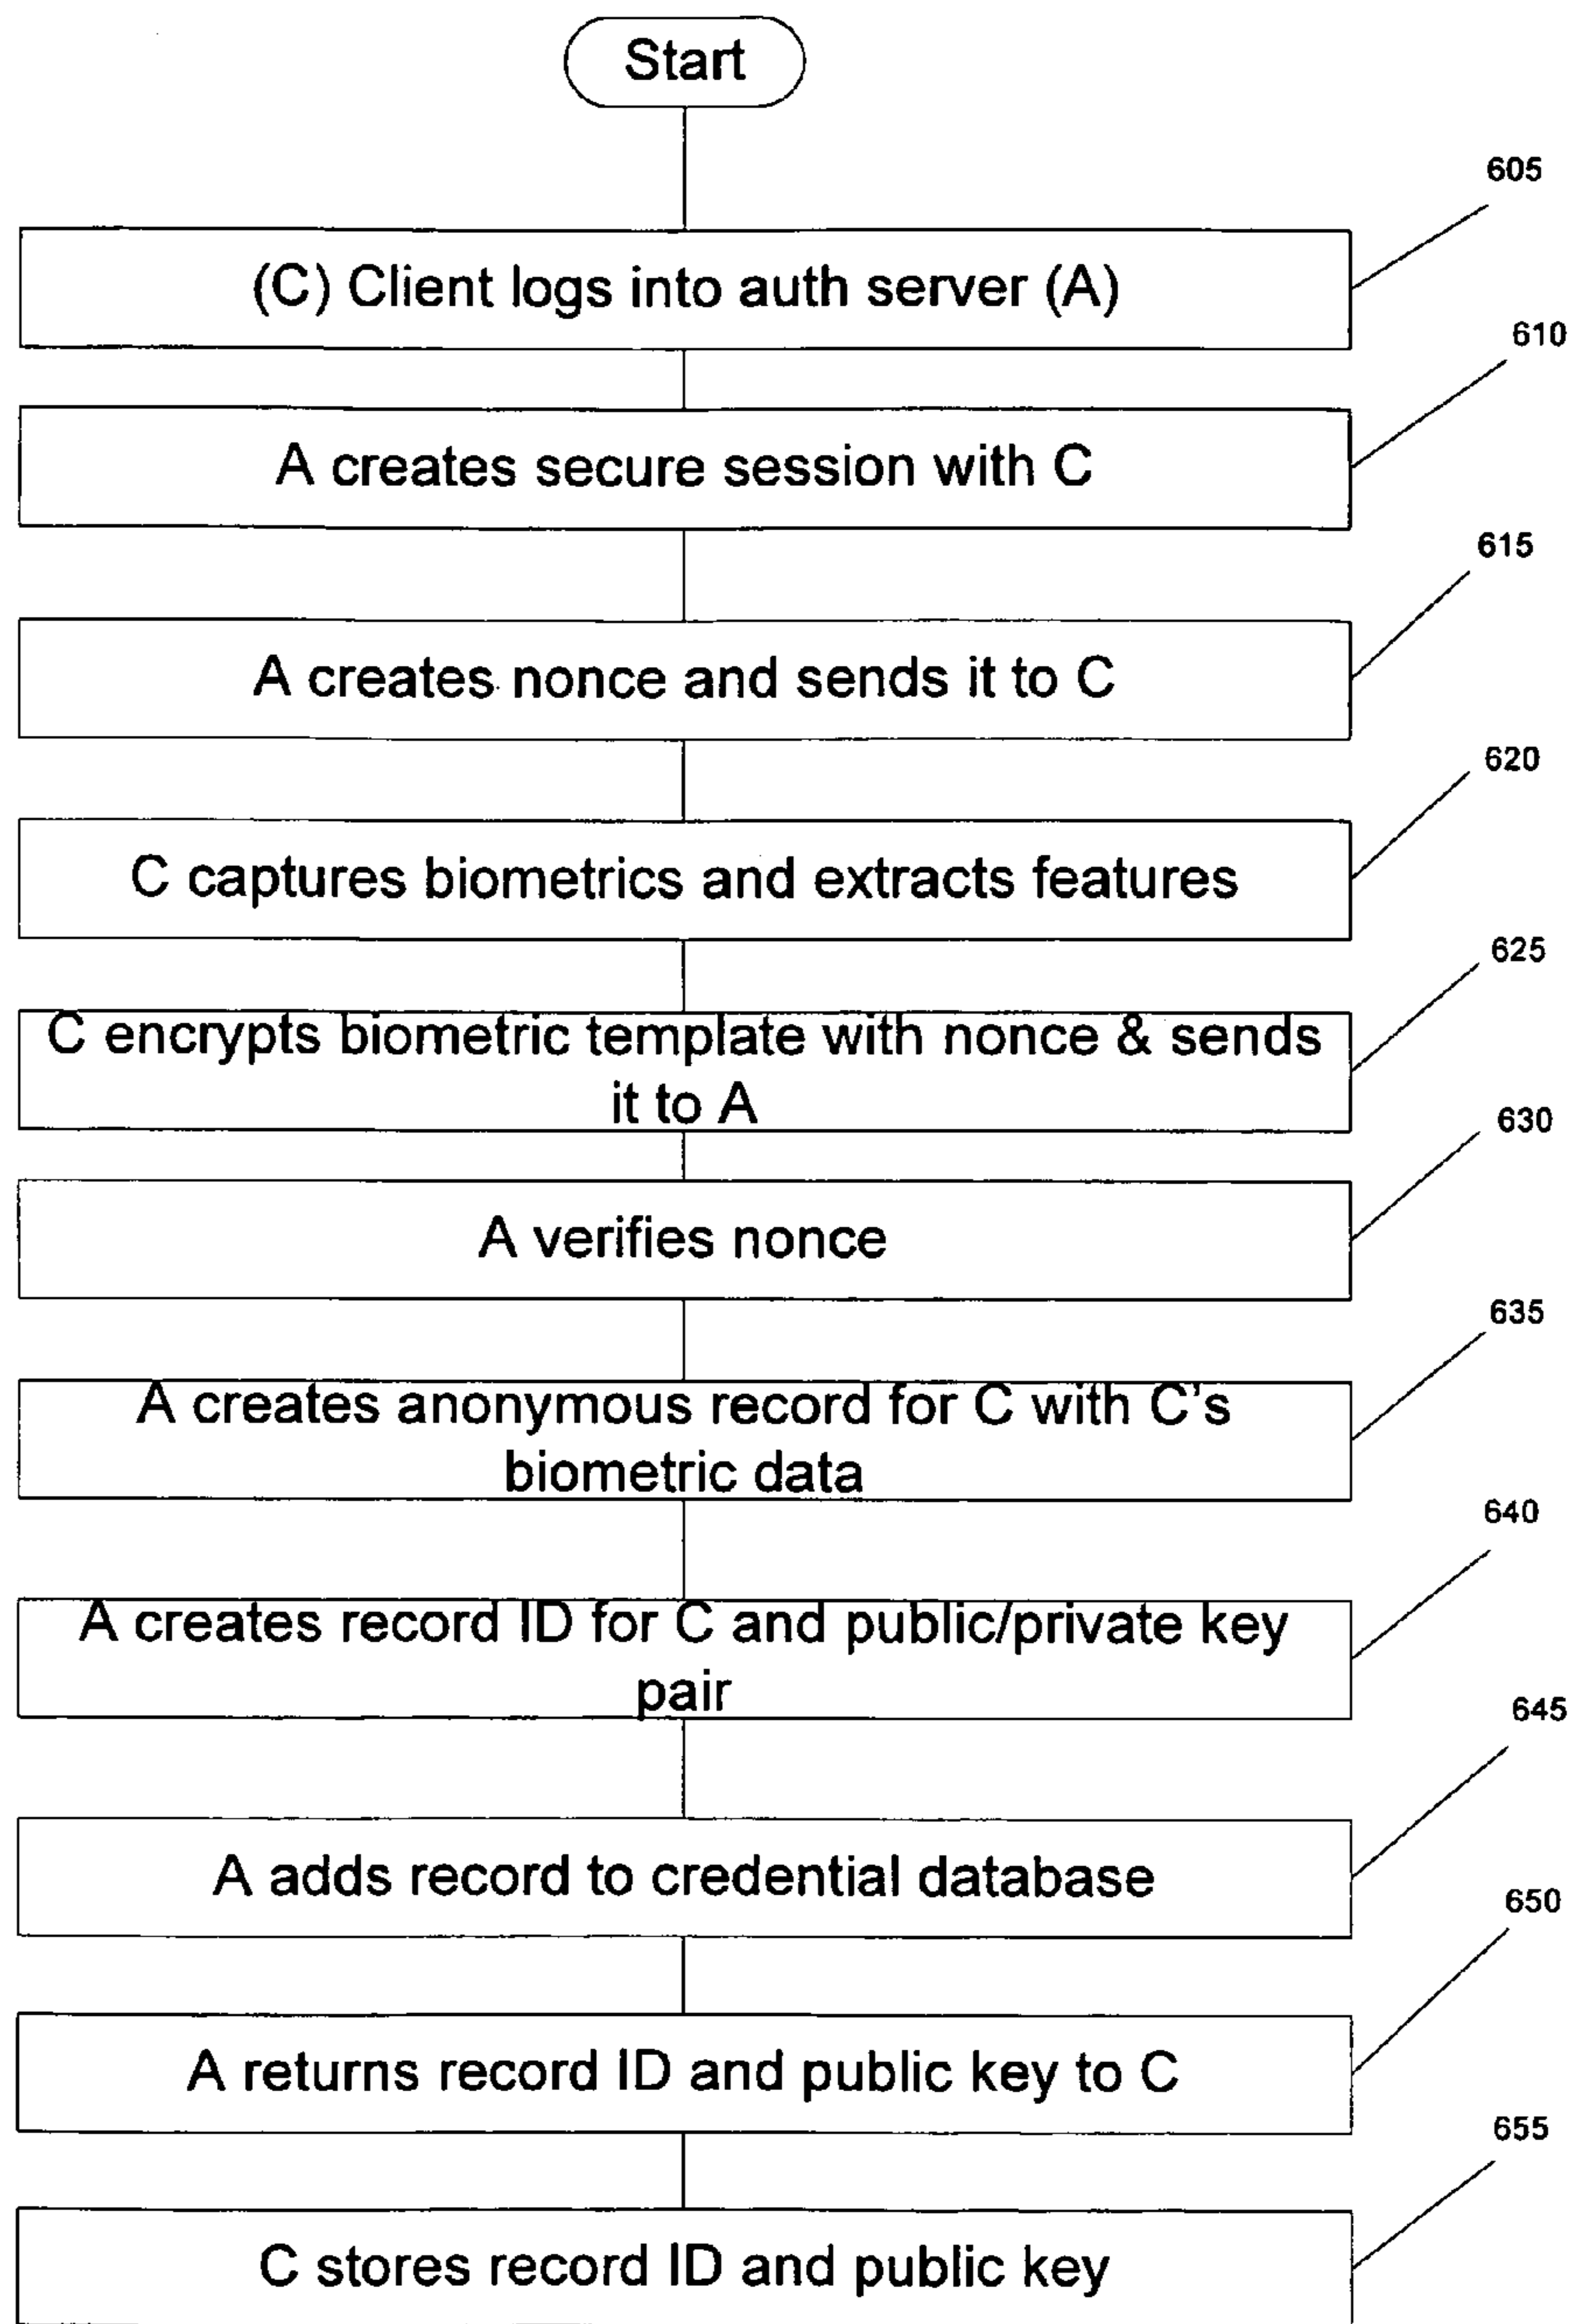 Start
605
(C) Client logs into auth server (A)
610
A creates secure session with C
615
A creates nonce and sends it to C
620
C captures biometrics and extracts features
625
C encrypts biometric template with nonce & sends
it to A
630
A verifies nonce
635
A creates anonymous record for C with C's
biometric data
640
A creates record ID for C and public/private key
pair
645
A adds record to credential database
650
A returns record ID and public key to C
655
C stores record ID and public key